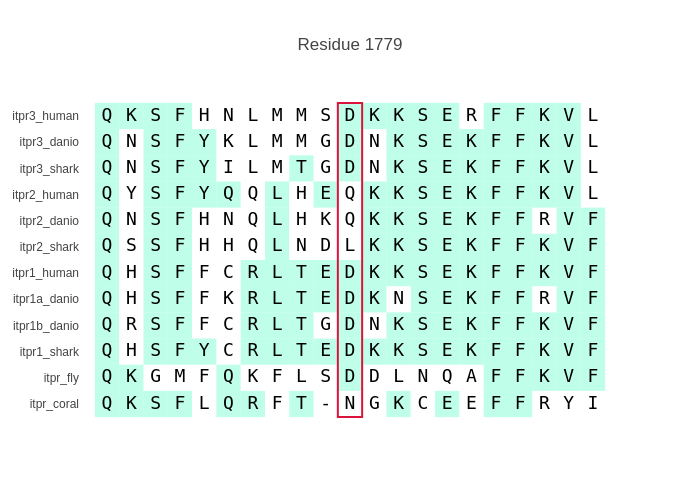 Residue 1779
itpr3_human Q K S F H N L M M S D K K S E R F F K V L
itpr3_danio Q N S F Y K L M M G D N K S E K F F K V L
itpr3_shark Q N S F Y I L M T G D N K S E K F F K V L
itpr2_human Q Y S F Y Q Q L H E Q K K S E K F F K V L
itpr2_danio Q N S F H N Q L H K Q K K S E K F F R V F
itpr2_shark Q S S F H H Q L N D L K K S E K F F K V F
itpr1_human Q H S F F C R L T E D K K S E K F F K V F
itpr1a_danio Q H S F F K R L T E D K N S E K F F R V F
itpr1b_danio Q R S F F C R L T G D N K S E K F F K V F
itpr1_shark Q H S F Y C R L T E D K K S E K F F K V F
itpr_fly Q K G M F Q K F L S D D L N Q A F F K V F
itpr_coral Q K S F L Q R F T - N G K C E E F F R Y I